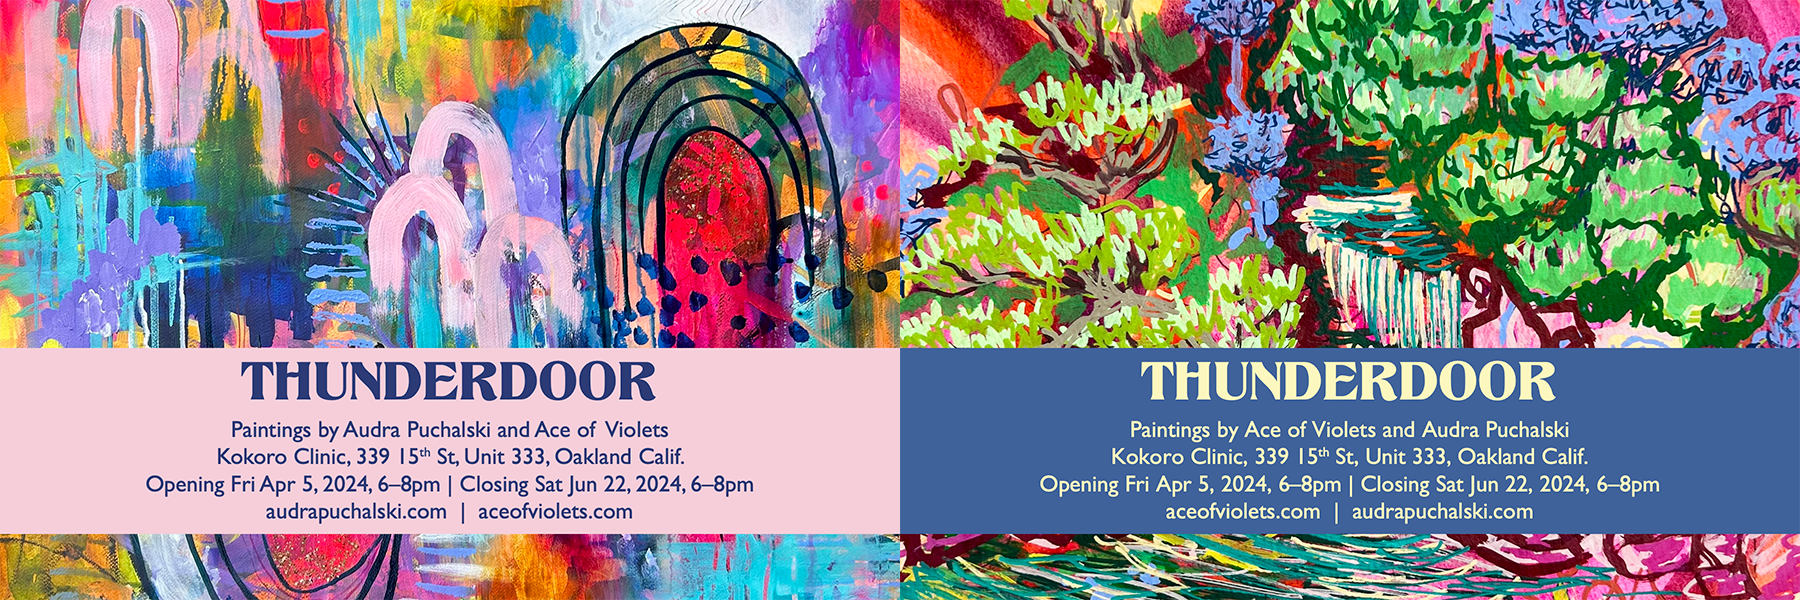 THUNDERDOOR
Paintings by Audra Puchalski and Ace of Violets
Kokoro Clinic, 339 15th St, Unit 333, Oakland Calif.
Opening Fri Apr 5, 2024, 6–8pm | Closing Sat Jun 22, 2024, 6–8pm
audrapuchalski.com | aceofviolets.com
THUNDERDOOR
Paintings by Ace of Violets and Audra Puchalski
Kokoro Clinic, 339 15th St, Unit 333, Oakland Calif.
Opening Fri Apr 5, 2024, 6–8pm | Closing Sat Jun 22, 2024, 6–8pm
aceofviolets.com | audrapuchalski.com